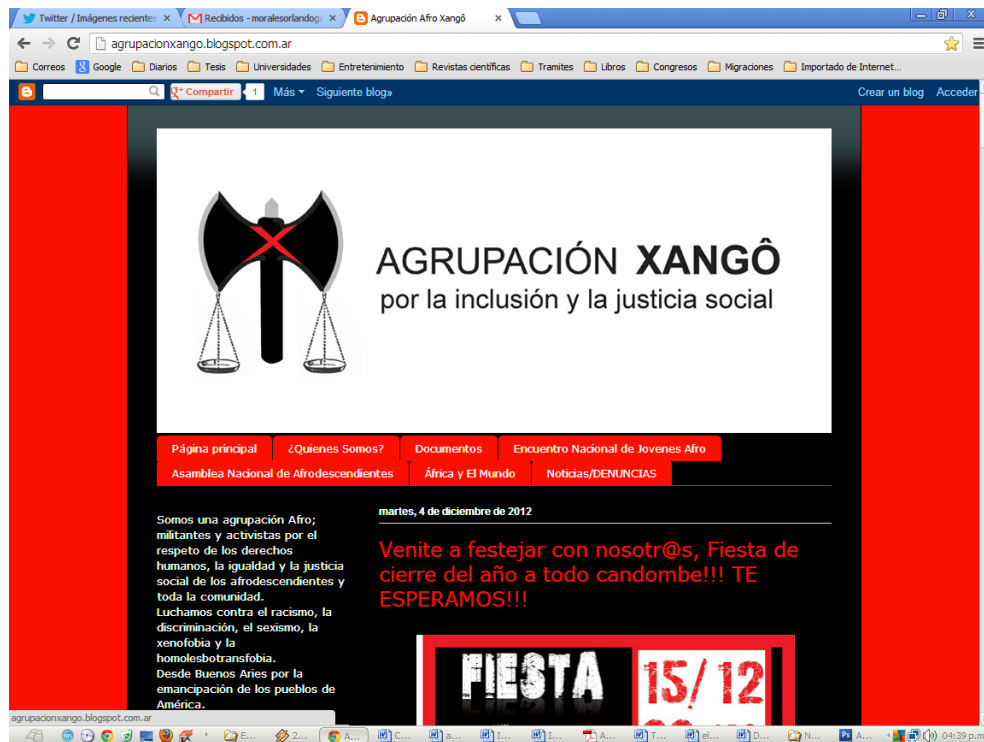 Twitter / Imágenes recientes
Recibidos - moralesorlandog
Agrupación Afro Xangô
agrupacionxango.blogspot.com.ar
Correos Google Diarios Tesis Universidades Entretenimiento Revistas científicas Tramites Libros Congresos Migraciones Importado de Internet...
Compartir 1 Más Siguiente blog» Crear un blog Acceder
AGRUPACIÓN XANGÔ
por la inclusión y la justicia social
Página principal ¿Quienes Somos? Documentos Encuentro Nacional de Jovenes Afro
Asamblea Nacional de Afrodescendientes África y El Mundo Noticias/DENUNCIAS
Somos una agrupación Afro;
militantes y activistas por el
respeto de los derechos
humanos, la igualdad y la justicia
social de los afrodescendientes y
toda la comunidad.
Luchamos contra el racismo, la
discriminación, el sexismo, la
xenofobia y la
homolesbotransfobia.
Desde Buenos Aries por la
emancipación de los pueblos de
América.
martes, 4 de diciembre de 2012
Venite a festejar con nosotr@s, Fiesta de
cierre del año a todo candombe!!! TE
ESPERAMOS!!!
FIESTA 15/12
agrupacionxango.blogspot.com.ar
E... 2... A... C... a... I... I... A... T... el... D... N... A... 04:39 p.m.